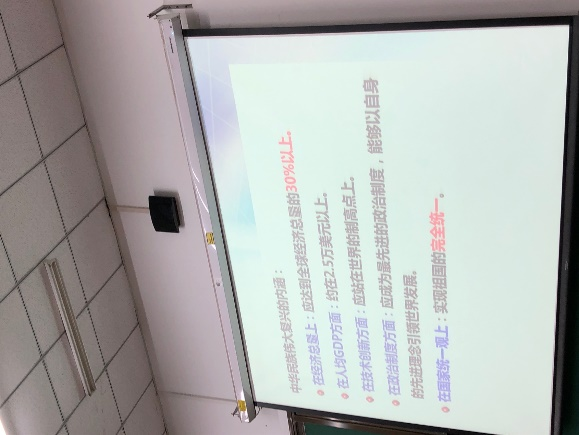 中华民族伟大复兴的内涵：
在经济总量上：应达到全球经济总量的30%以上。
在人均GDP方面：约在2.5万美元以上。
在技术创新方面：应站在世界的制高点上。
在政治制度方面：应成为最先进的政治制度，能够以自身
的先进理念引领世界发展。
在国家统一观上：实现祖国的完全统一。